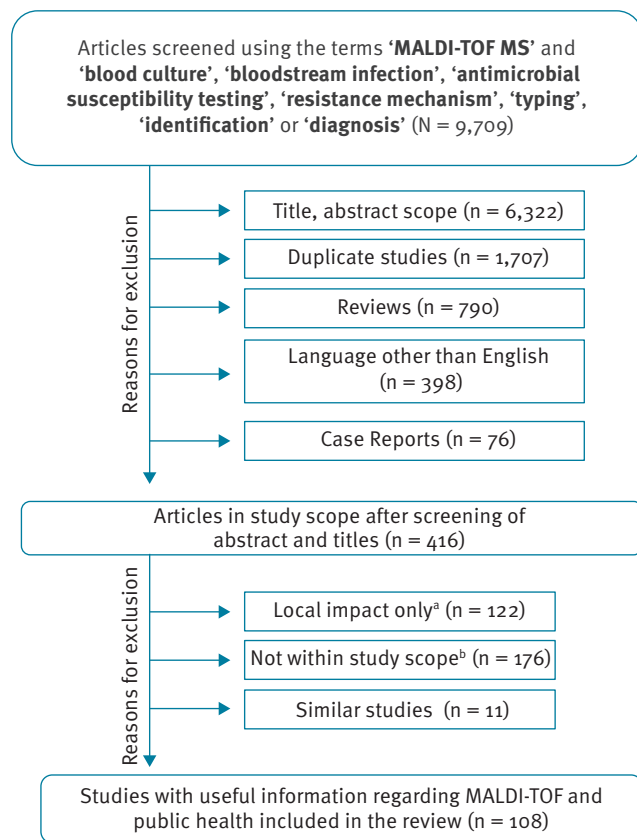 Articles screened using the terms ‘MALDI-TOF MS’ and
‘blood culture’, ‘bloodstream infection’, ‘antimicrobial
susceptibility testing’, ‘resistance mechanism’, ‘typing’,
‘identification’ or ‘diagnosis’ (N = 9,709)
Reasons for exclusion
Title, abstract scope (n = 6,322)
Duplicate studies (n = 1,707)
Reviews (n = 790)
Language other than English
(n = 398)
Case Reports (n = 76)
Articles in study scope after screening of
abstract and titles (n = 416)
Reasons for exclusion
Local impact onlyᵃ (n = 122)
Not within study scopeᵇ (n = 176)
Similar studies (n = 11)
Studies with useful information regarding MALDI-TOF and
public health included in the review (n = 108)